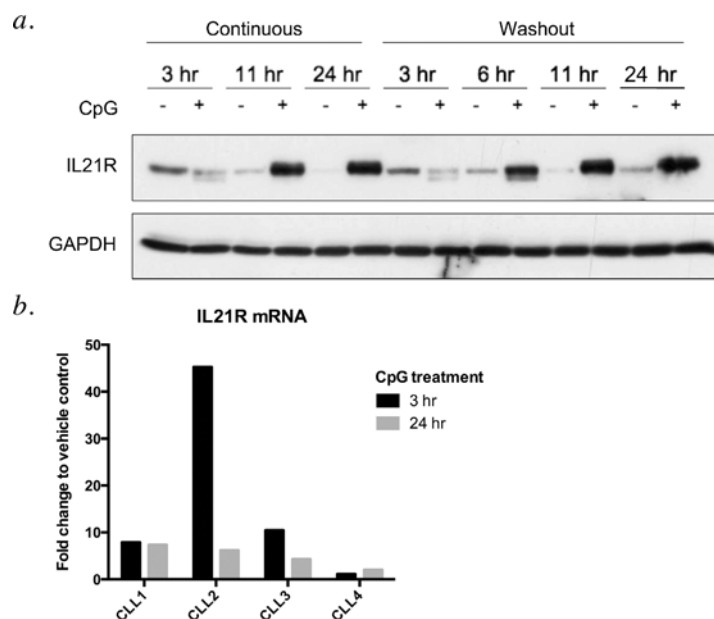 a.
Continuous Washout
3 hr 11 hr 24 hr 3 hr 6 hr 11 hr 24 hr
CpG - + - + - + - + - + - + - +
IL21R
GAPDH
b.
IL21R mRNA
Fold change to vehicle control
50
40
30
20
10
0
CLL1 CLL2 CLL3 CLL4
CpG treatment
3 hr
24 hr